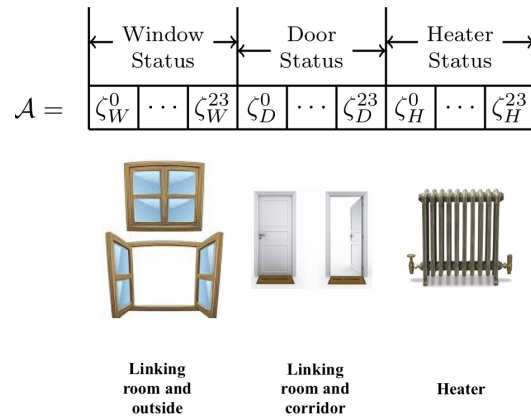 Window Status Door Status Heater Status
𝒜 = ζ_W^0 ··· ζ_W^23 ζ_D^0 ··· ζ_D^23 ζ_H^0 ··· ζ_H^23
Linking
room and
outside
Linking
room and
corridor
Heater